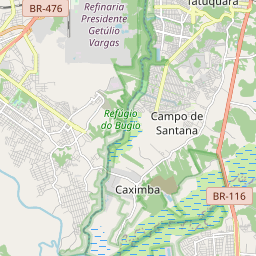 Tatuquara
BR-476
Refinaria
Presidente
Getúlio
Vargas
Refúgio
do Bugio
Campo de
Santana
Caximba
BR-116